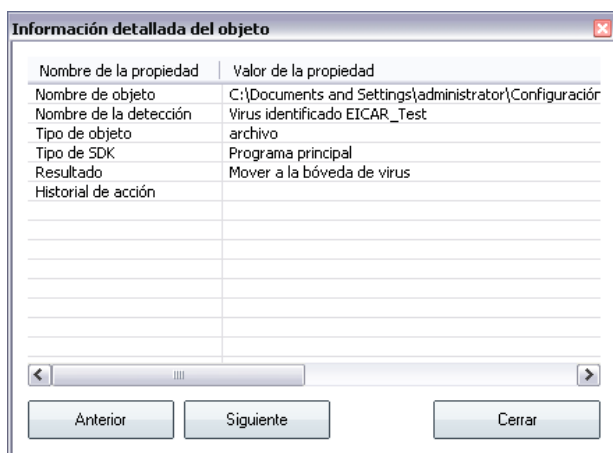 Información detallada del objeto
Nombre de la propiedad Valor de la propiedad
Nombre de objeto C:\Documents and Settings\administrator\Configuración
Nombre de la detección Virus identificado EICAR_Test
Tipo de objeto archivo
Tipo de SDK Programa principal
Resultado Mover a la bóveda de virus
Historial de acción
Anterior Siguiente Cerrar